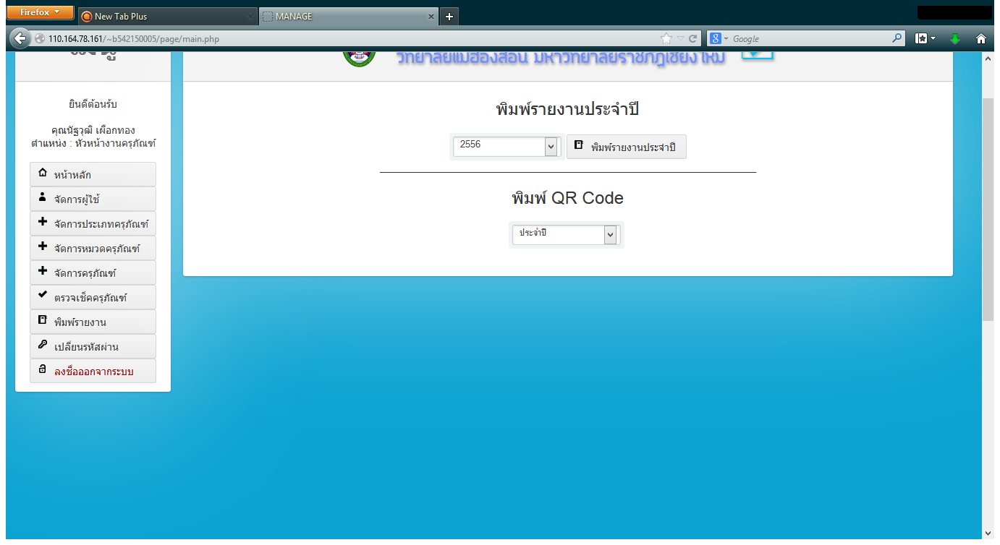 Firefox
New Tab Plus
MANAGE
110.164.78.161/~b542150005/page/main.php
Google
วิทยาลัยแม่ฮ่องสอน มหาวิทยาลัยราชภัฏเชียงใหม่
ยินดีต้อนรับ
คุณนัฐวุฒิ เผือกทอง
ตำแหน่ง : หัวหน้างานครุภัณฑ์
หน้าหลัก
จัดการผู้ใช้
จัดการประเภทครุภัณฑ์
จัดการหมวดครุภัณฑ์
จัดการครุภัณฑ์
ตรวจเช็คครุภัณฑ์
พิมพ์รายงาน
เปลี่ยนรหัสผ่าน
ลงชื่อออกจากระบบ
พิมพ์รายงานประจำปี
2556
พิมพ์รายงานประจำปี
พิมพ์ QR Code
ประจำปี